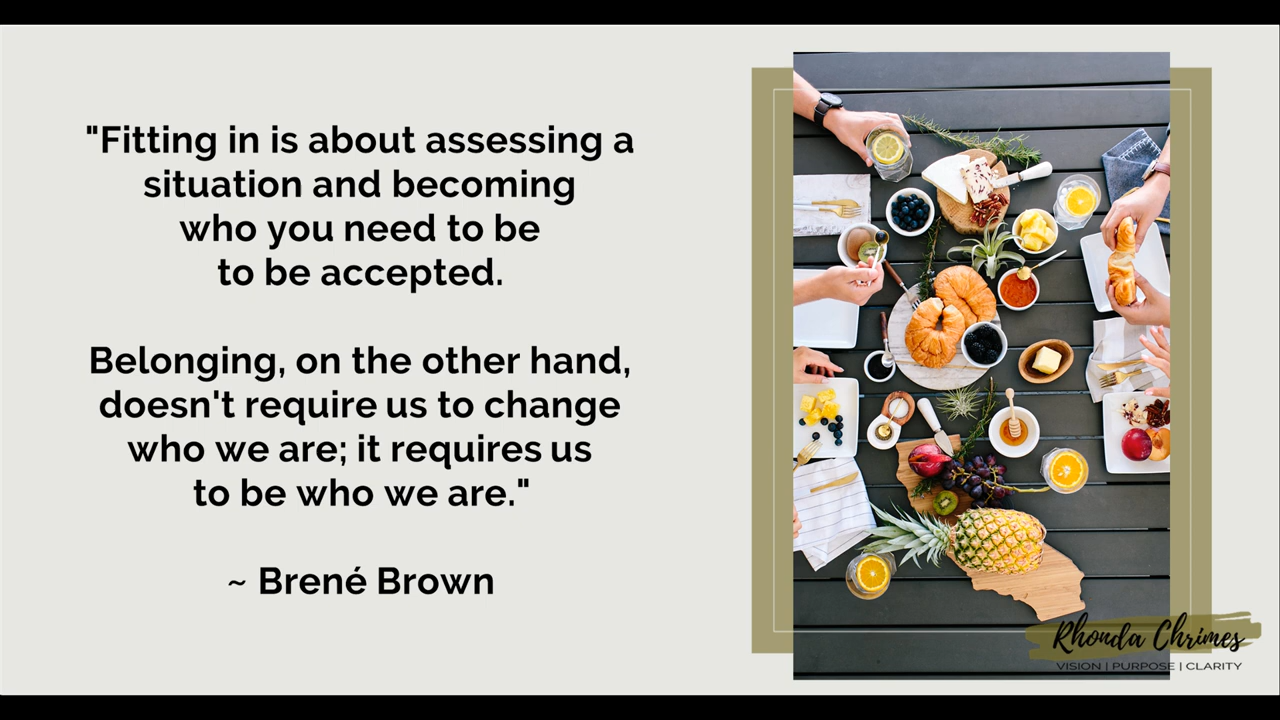 "Fitting in is about assessing a
situation and becoming
who you need to be
to be accepted.
Belonging, on the other hand,
doesn't require us to change
who we are; it requires us
to be who we are."
~ Brené Brown
Rhonda Chrimes
VISION | PURPOSE | CLARITY